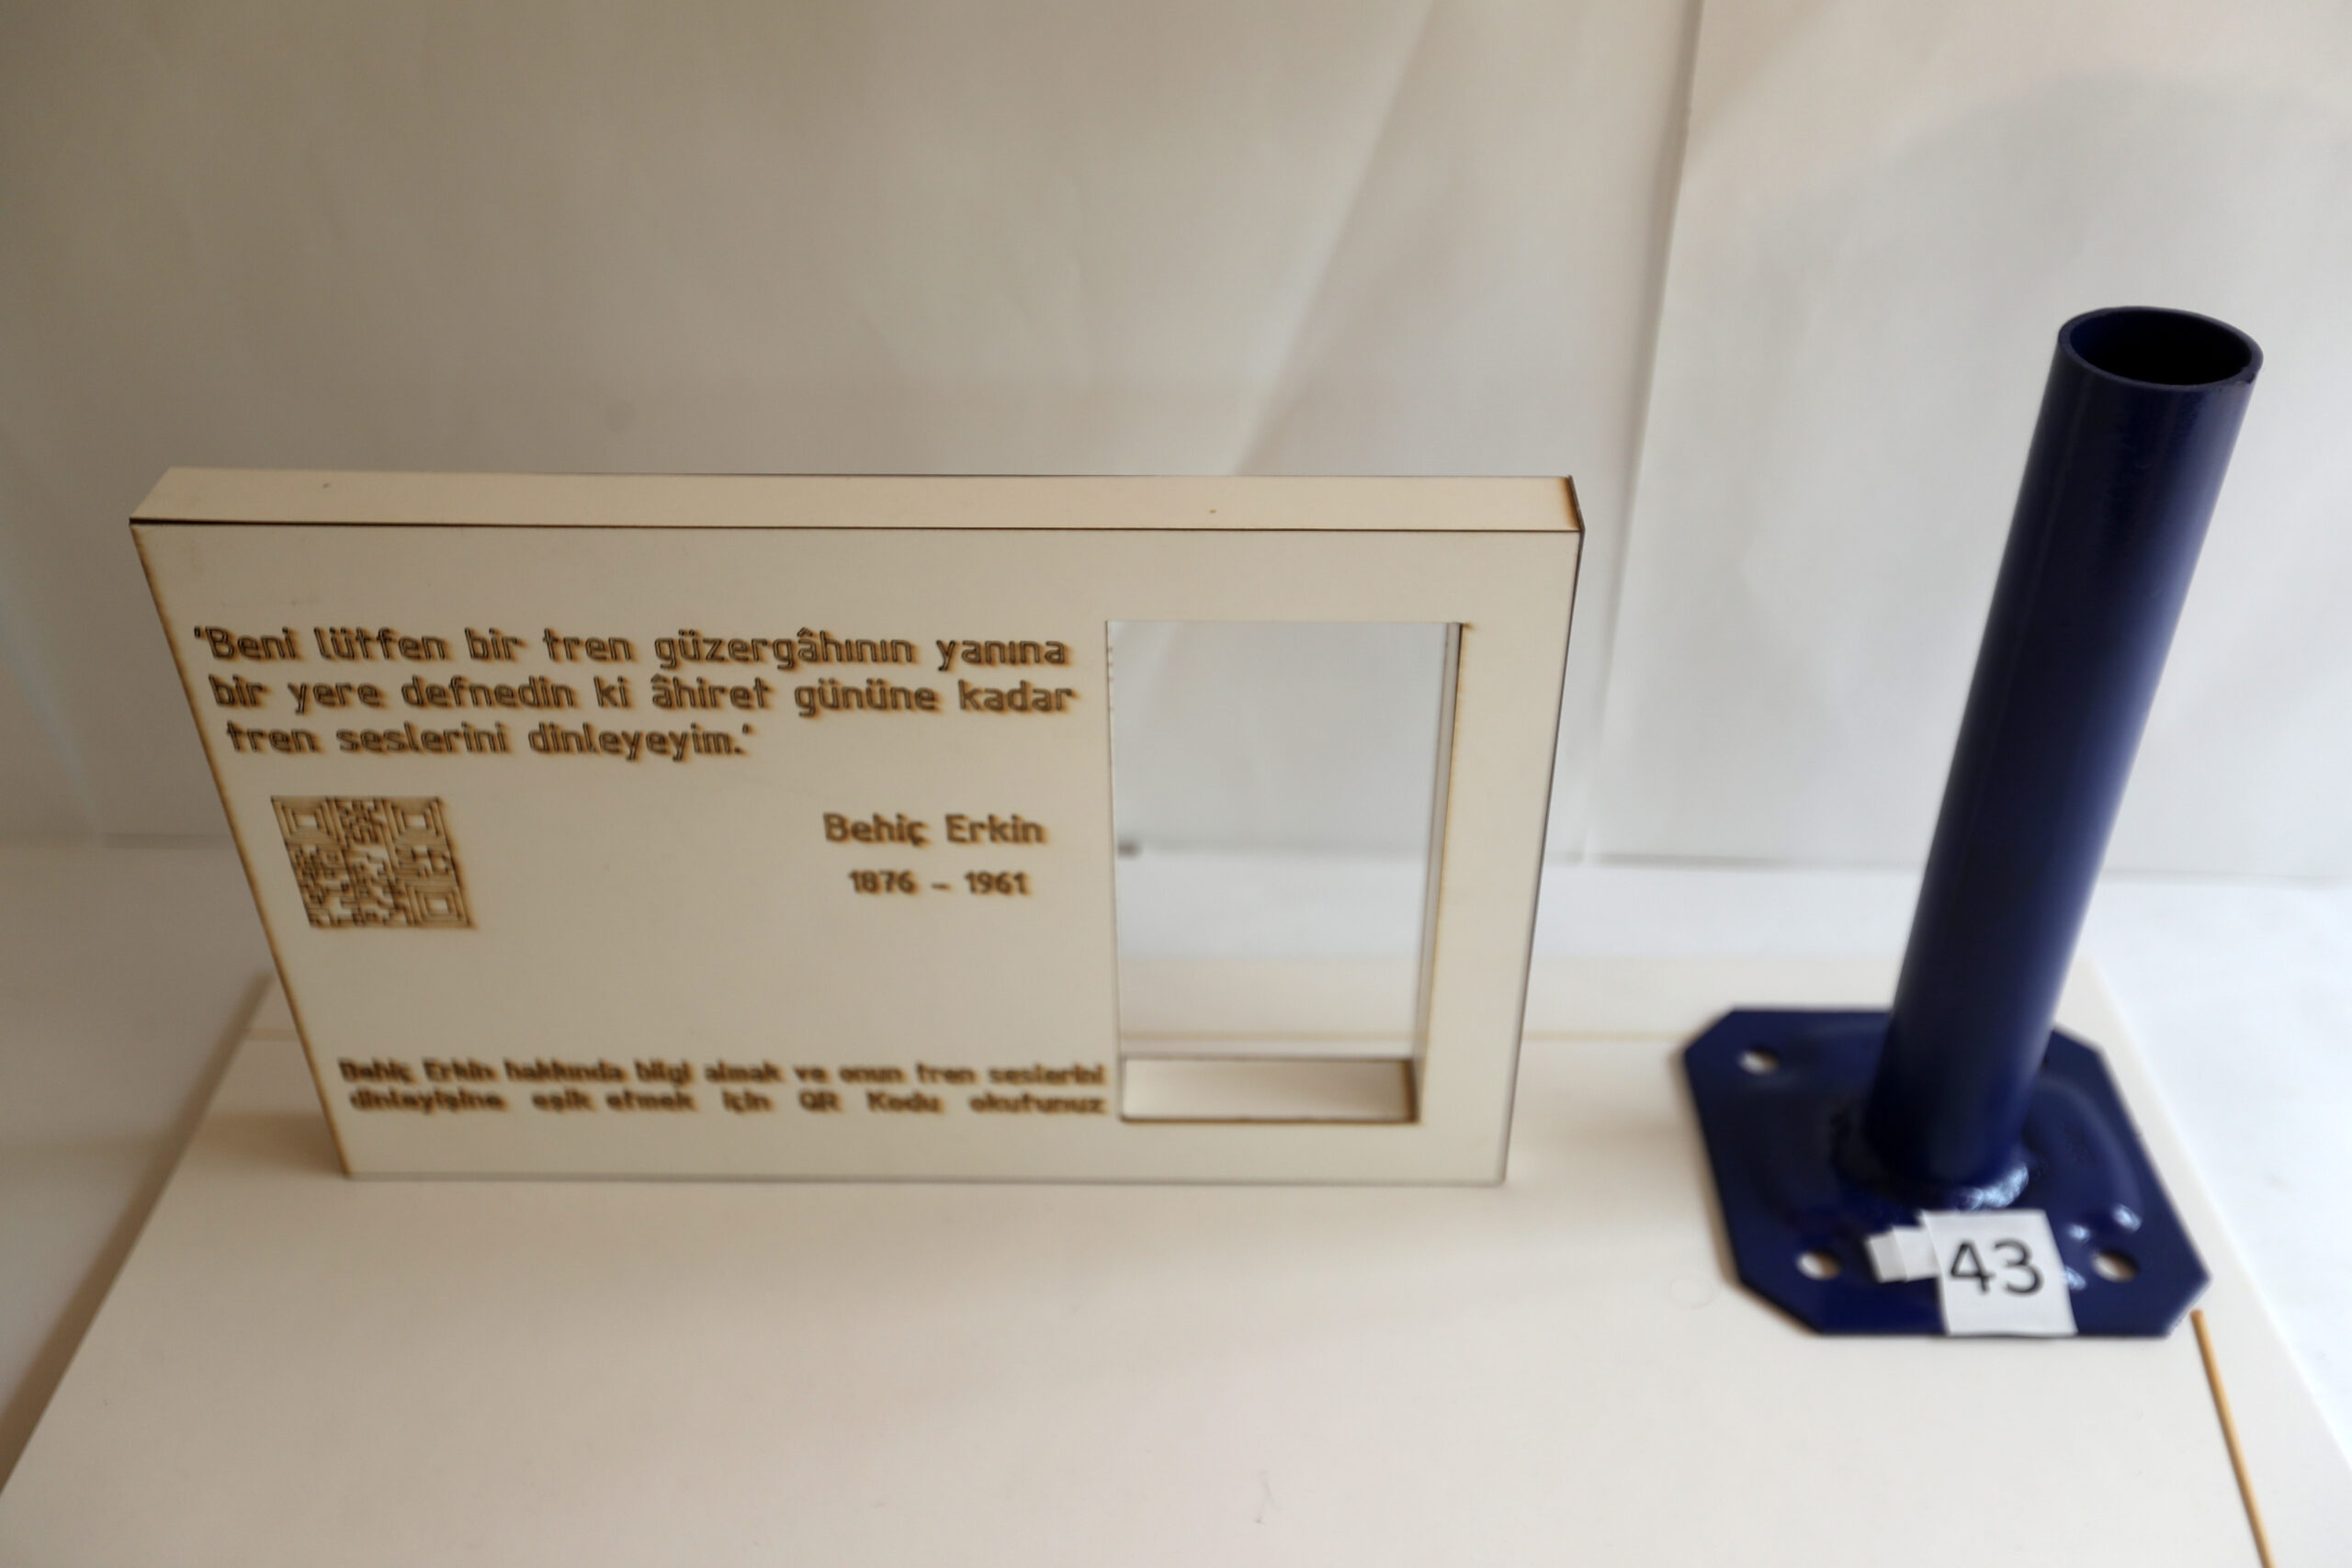 'Beni lütfen bir tren güzergâhının yanına
bir yere defnedin ki âhiret gününe kadar
tren seslerini dinleyeyim.'
Behiç Erkin
1876 - 1961
Behiç Erkin hakkında bilgi almak ve onun tren seslerini
dinleyişine eşik etmek için QR Kodu okutunuz
43